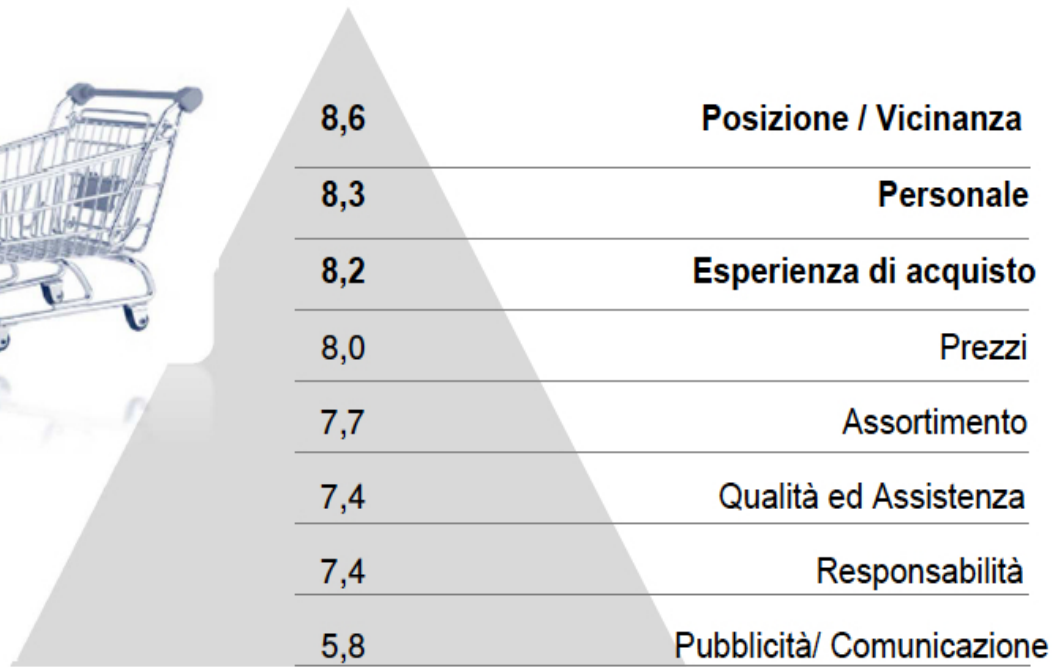 8,6 Posizione / Vicinanza
8,3 Personale
8,2 Esperienza di acquisto
8,0 Prezzi
7,7 Assortimento
7,4 Qualità ed Assistenza
7,4 Responsabilità
5,8 Pubblicità/ Comunicazione